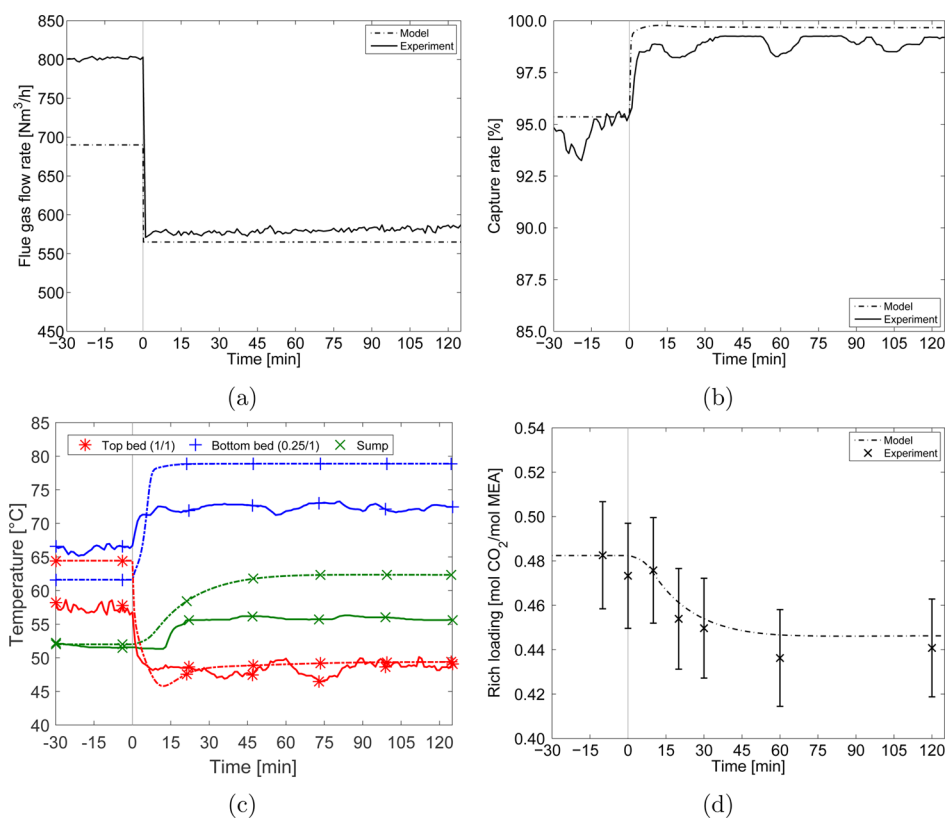 850
800
750
700
650
600
550
500
450
Flue gas flow rate [Nm³/h]
Model
Experiment
−30 −15 0 15 30 45 60 75 90 105 120
Time [min]
(a)
100.0
97.5
95.0
92.5
90.0
87.5
85.0
Capture rate [%]
Model
Experiment
−30 −15 0 15 30 45 60 75 90 105 120
Time [min]
(b)
85
80
75
70
65
60
55
50
45
40
Temperature [°C]
Top bed (1/1) Bottom bed (0.25/1) Sump
-30 -15 0 15 30 45 60 75 90 105 120
Time [min]
(c)
0.54
0.52
0.50
0.48
0.46
0.44
0.42
0.40
Rich loading [mol CO₂/mol MEA]
Model
Experiment
−30 −15 0 15 30 45 60 75 90 105 120
Time [min]
(d)